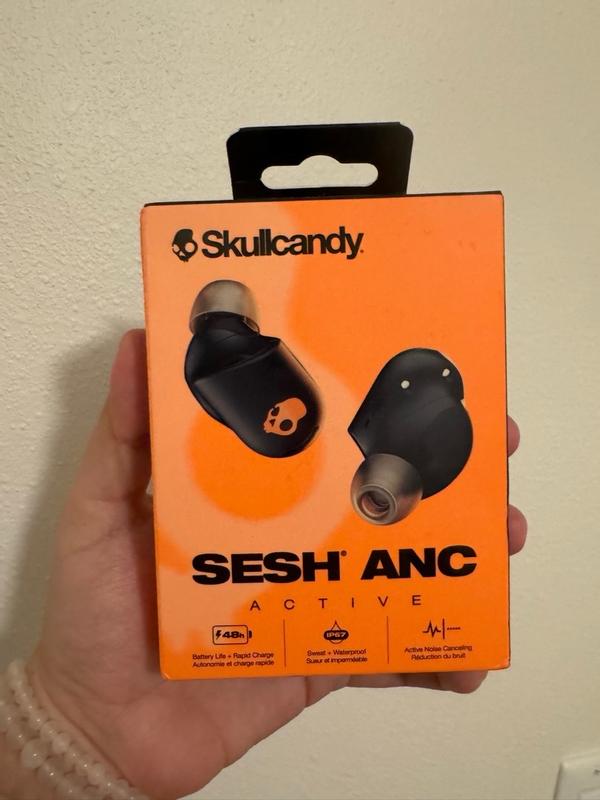 Skullcandy.
SESH® ANC
ACTIVE
48h
Battery Life + Rapid Charge
Autonomie et charge rapide
IP67
Sweat + Waterproof
Sueur et imperméable
Active Noise Canceling
Réduction du bruit